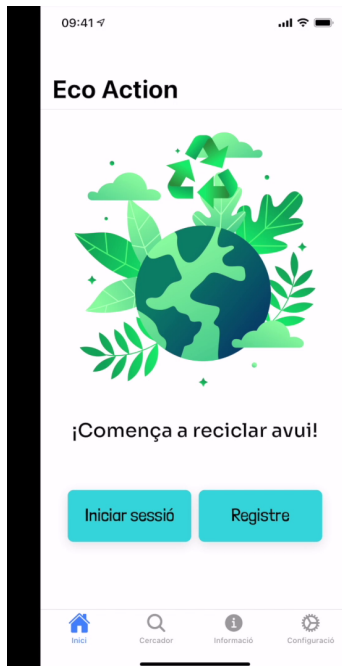 09:41
Eco Action
¡Comença a reciclar avui!
Iniciar sessió Registre
Inici Cercador Informació Configuració